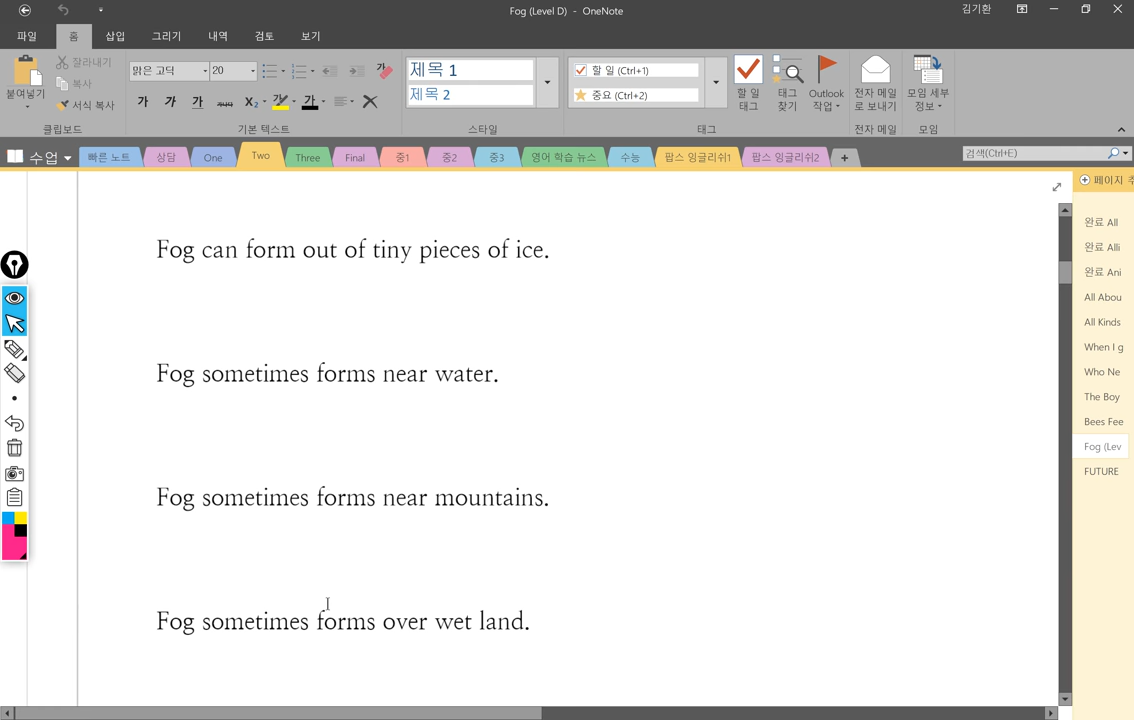 Fog (Level D) - OneNote
김기환
파일 홈 삽입 그리기 내역 검토 보기
붙여넣기
잘라내기
복사
서식 복사
클립보드
맑은 고딕 20
가 가 가 X₂ 가
기본 텍스트
제목 1
제목 2
스타일
할 일 (Ctrl+1)
중요 (Ctrl+2)
할 일 태그
태그 찾기
Outlook 작업
태그
전자 메일로 보내기
전자 메일
모임 세부 정보
모임
수업
빠른 노트 상담 One Two Three Final 중1 중2 중3 영어 학습 뉴스 수능 팝스 잉글리쉬1 팝스 잉글리쉬2 +
검색(Ctrl+E)
페이지 추
Fog can form out of tiny pieces of ice.
Fog sometimes forms near water.
Fog sometimes forms near mountains.
Fog sometimes forms over wet land.
완료 All
완료 Alli
완료 Ani
All Abou
All Kinds
When I g
Who Ne
The Boy
Bees Fee
Fog (Lev
FUTURE